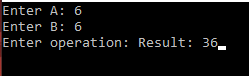 Enter A: 6
Enter B: 6
Enter operation: Result: 36